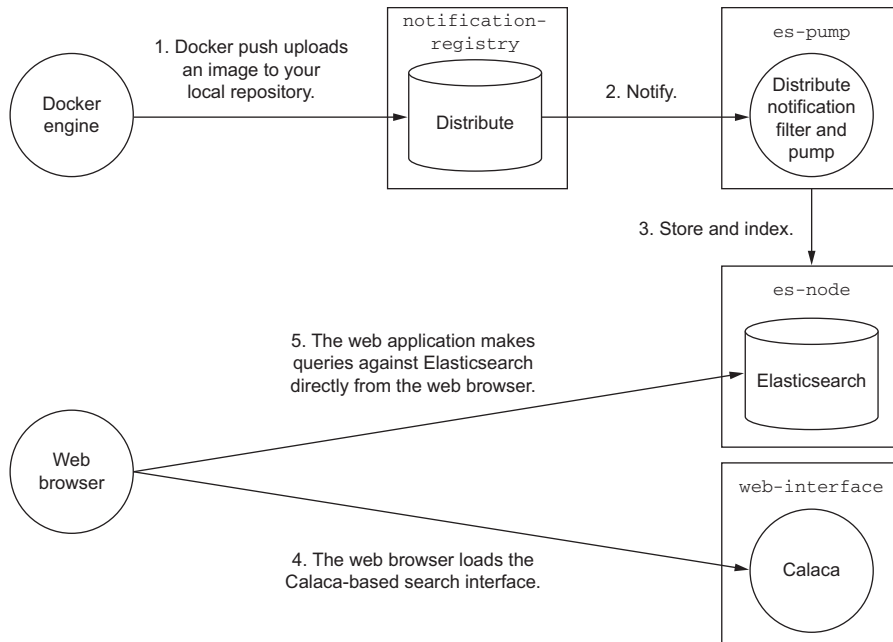 notification-
registry
es-pump
1. Docker push uploads
an image to your
local repository.
Docker
engine
Distribute
2. Notify.
Distribute
notification
filter and
pump
3. Store and index.
es-node
5. The web application makes
queries against Elasticsearch
directly from the web browser.
Elasticsearch
Web
browser
web-interface
4. The web browser loads the
Calaca-based search interface.
Calaca